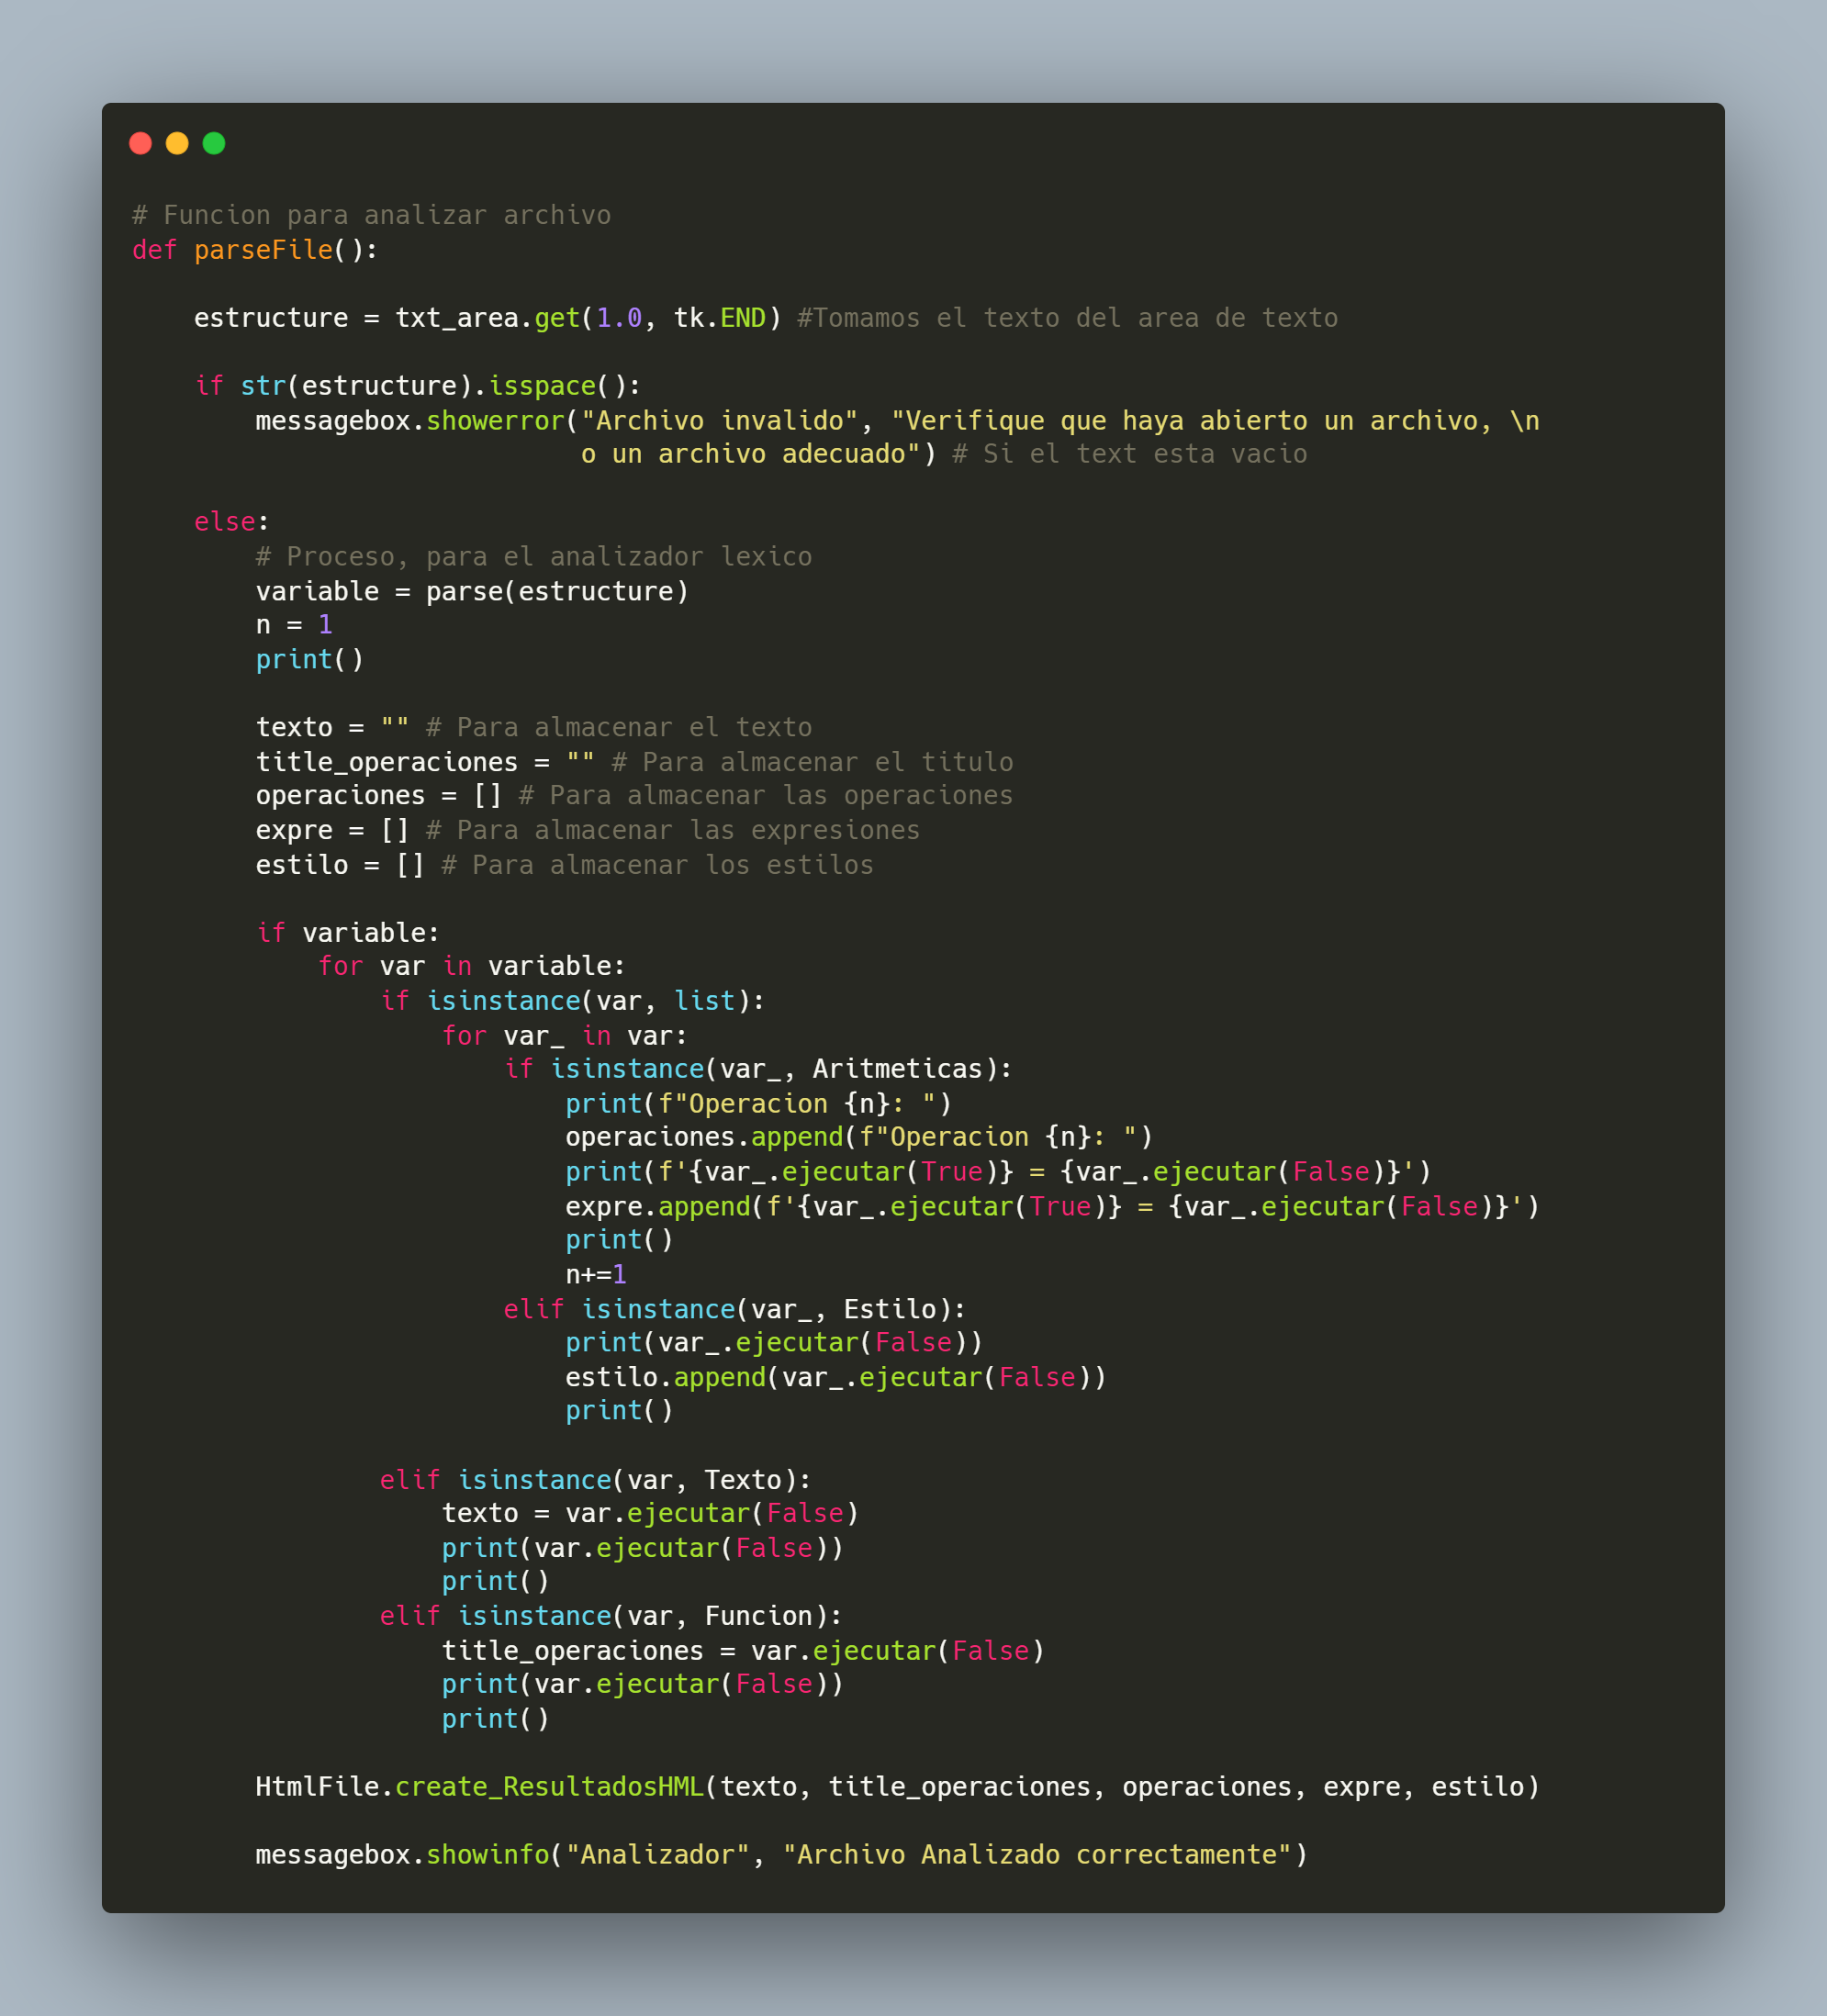 # Funcion para analizar archivo
def parseFile():
    estructure = txt_area.get(1.0, tk.END) #Tomamos el texto del area de texto
    if str(estructure).isspace():
        messagebox.showerror("Archivo invalido", "Verifique que haya abierto un archivo, \n
                             o un archivo adecuado") # Si el text esta vacio
    else:
        # Proceso, para el analizador lexico
        variable = parse(estructure)
        n = 1
        print()
        texto = "" # Para almacenar el texto
        title_operaciones = "" # Para almacenar el titulo
        operaciones = [] # Para almacenar las operaciones
        expre = [] # Para almacenar las expresiones
        estilo = [] # Para almacenar los estilos
        if variable:
            for var in variable:
                if isinstance(var, list):
                    for var_ in var:
                        if isinstance(var_, Aritmeticas):
                            print(f"Operacion {n}: ")
                            operaciones.append(f"Operacion {n}: ")
                            print(f'{var_.ejecutar(True)} = {var_.ejecutar(False)}')
                            expre.append(f'{var_.ejecutar(True)} = {var_.ejecutar(False)}')
                            print()
                            n+=1
                        elif isinstance(var_, Estilo):
                            print(var_.ejecutar(False))
                            estilo.append(var_.ejecutar(False))
                            print()
                elif isinstance(var, Texto):
                    texto = var.ejecutar(False)
                    print(var.ejecutar(False))
                    print()
                elif isinstance(var, Funcion):
                    title_operaciones = var.ejecutar(False)
                    print(var.ejecutar(False))
                    print()
        HtmlFile.create_ResultadosHML(texto, title_operaciones, operaciones, expre, estilo)
        messagebox.showinfo("Analizador", "Archivo Analizado correctamente")